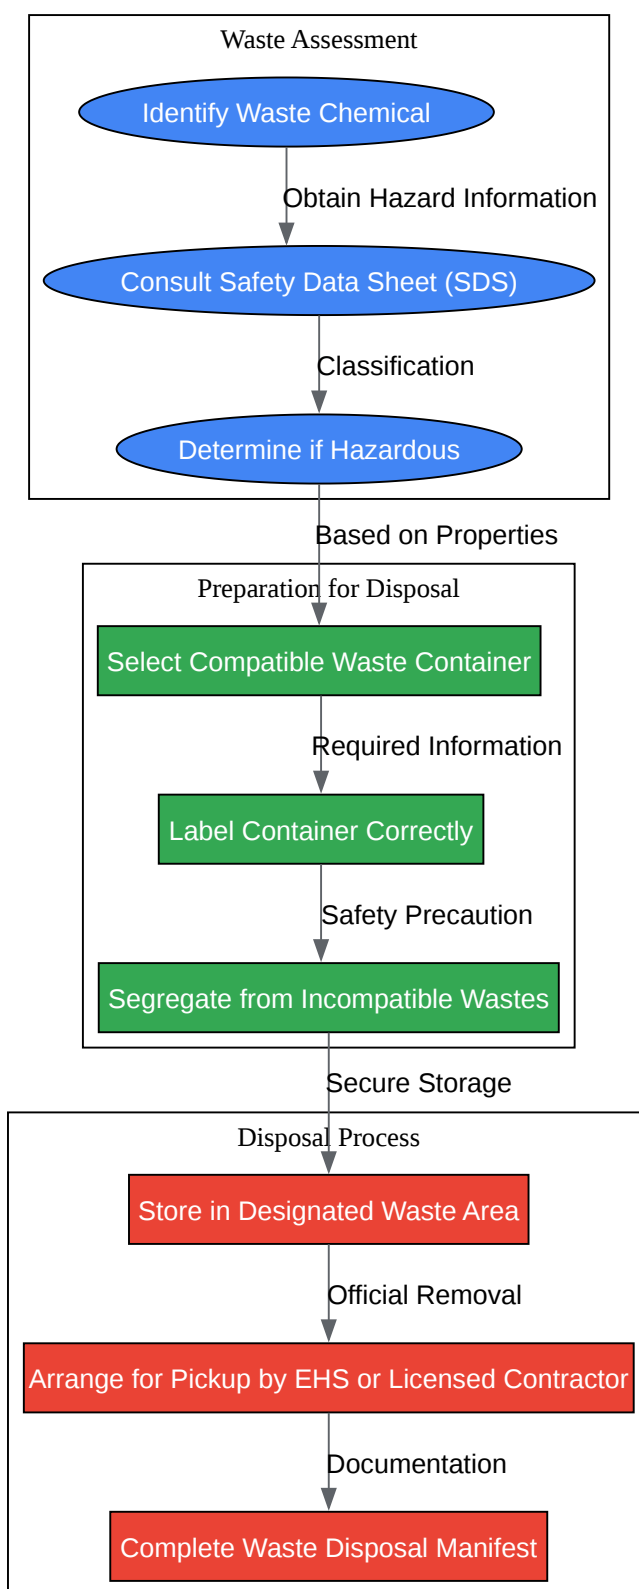 Waste Assessment
Identify Waste Chemical
Obtain Hazard Information
Consult Safety Data Sheet (SDS)
Classification
Determine if Hazardous
Based on Properties
Preparation for Disposal
Select Compatible Waste Container
Required Information
Label Container Correctly
Safety Precaution
Segregate from Incompatible Wastes
Secure Storage
Disposal Process
Store in Designated Waste Area
Official Removal
Arrange for Pickup by EHS or Licensed Contractor
Documentation
Complete Waste Disposal Manifest